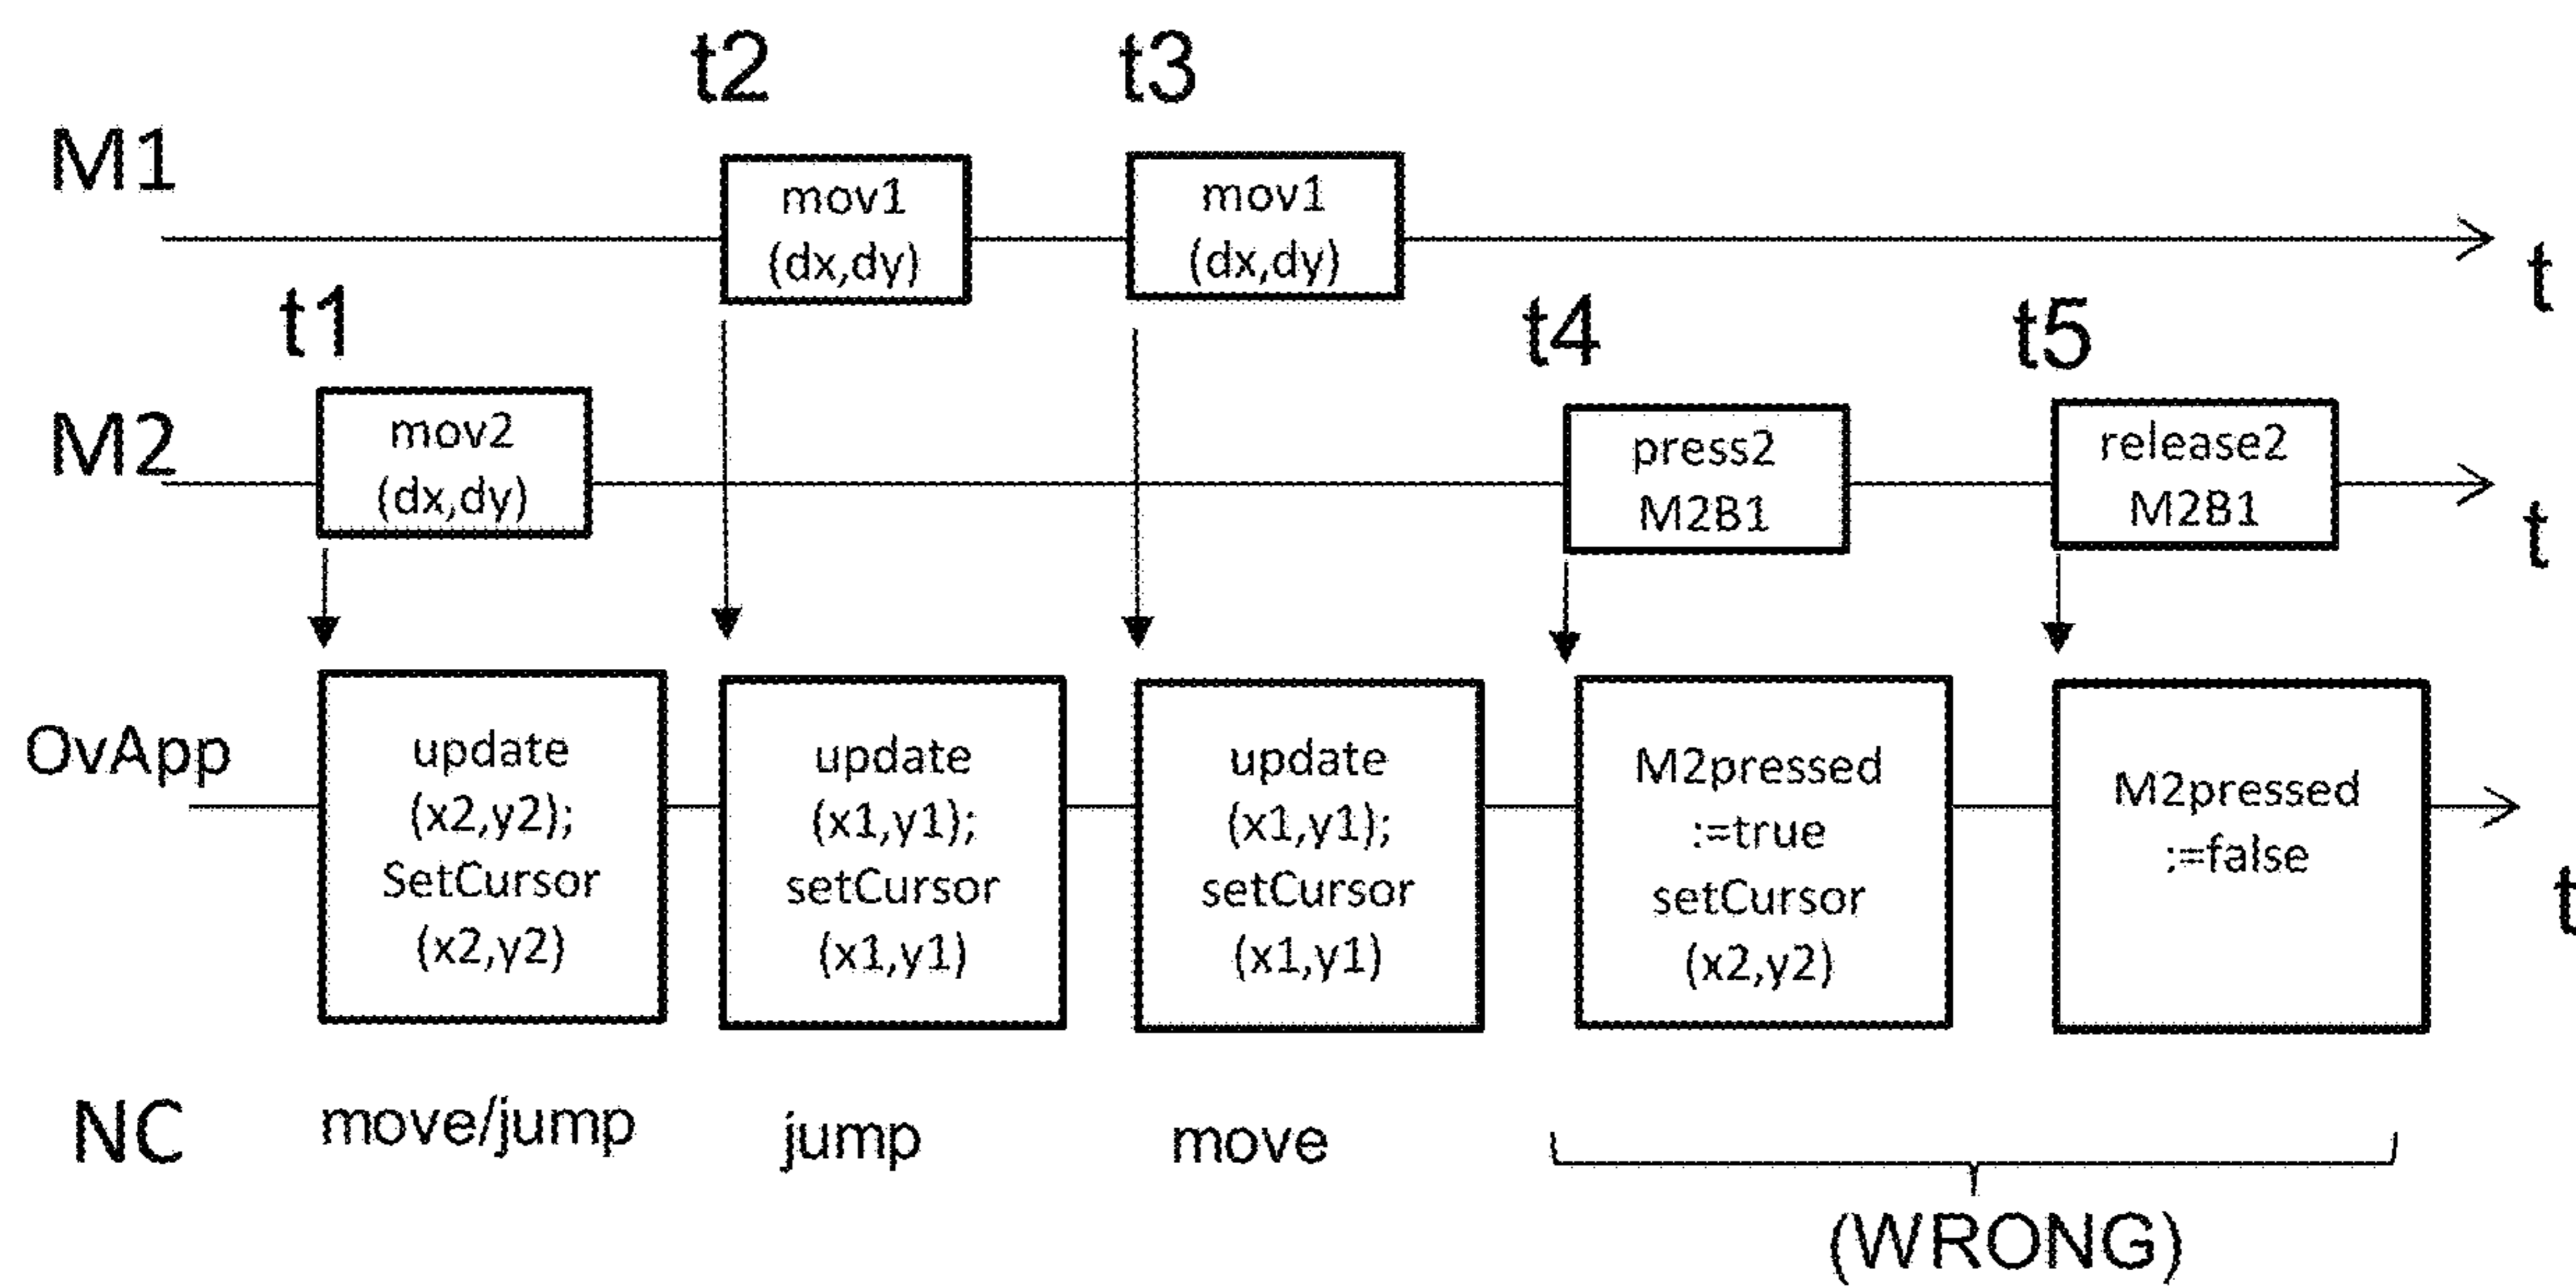 t2
t3
M1
mov1
(dx,dy)
mov1
(dx,dy)
t
t1
t4
t5
M2
mov2
(dx,dy)
press2
M2B1
release2
M2B1
t
OvApp
update
(x2,y2);
SetCursor
(x2,y2)
update
(x1,y1);
setCursor
(x1,y1)
update
(x1,y1);
setCursor
(x1,y1)
M2pressed
:=true
setCursor
(x2,y2)
M2pressed
:=false
t
NC
move/jump
jump
move
(WRONG)